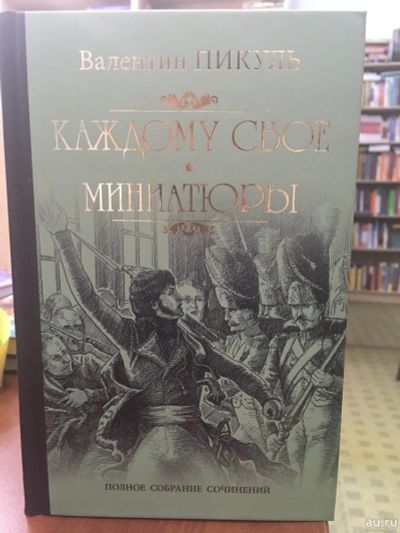 Валентин ПИКУЛЬ
КАЖДОМУ СВОЕ
МИНИАТЮРЫ
ПОЛНОЕ СОБРАНИЕ СОЧИНЕНИЙ
au.ru